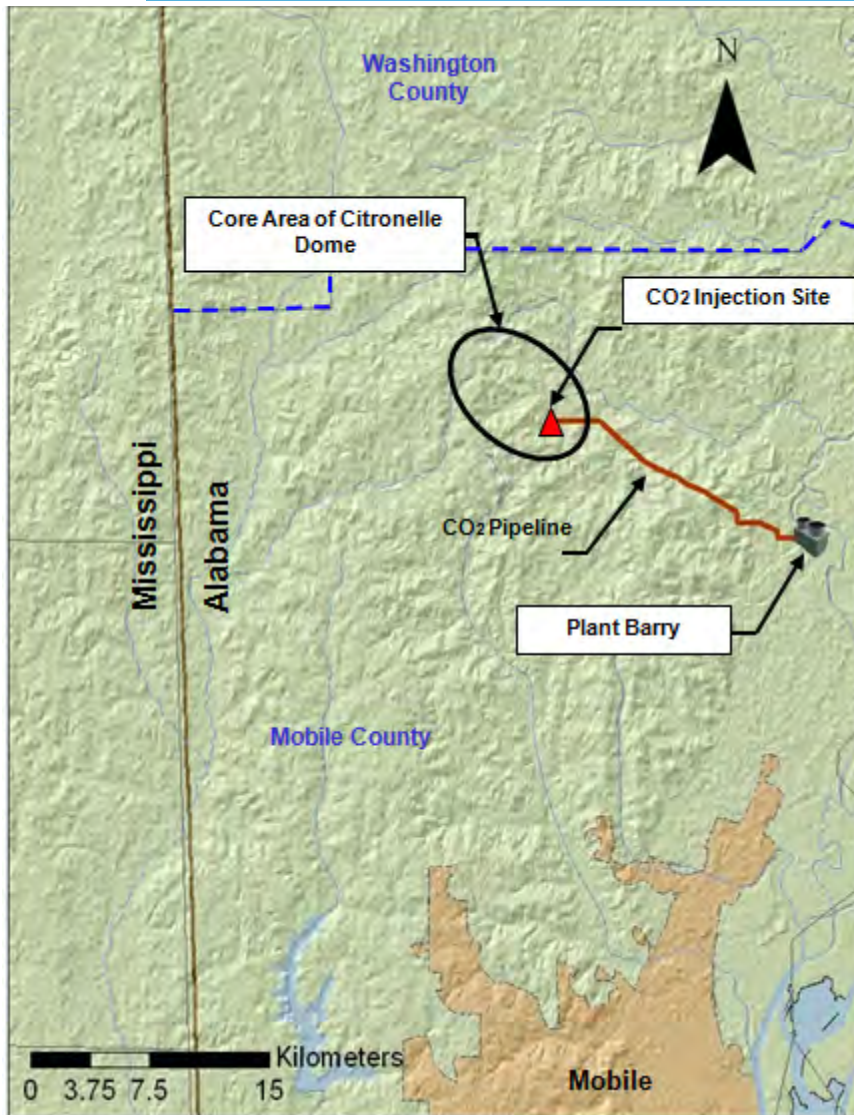 Washington
County
N
Core Area of Citronelle
Dome
CO2 Injection Site
Mississippi
Alabama
CO2 Pipeline
Plant Barry
Mobile County
Kilometers
0 3.75 7.5 15
Mobile